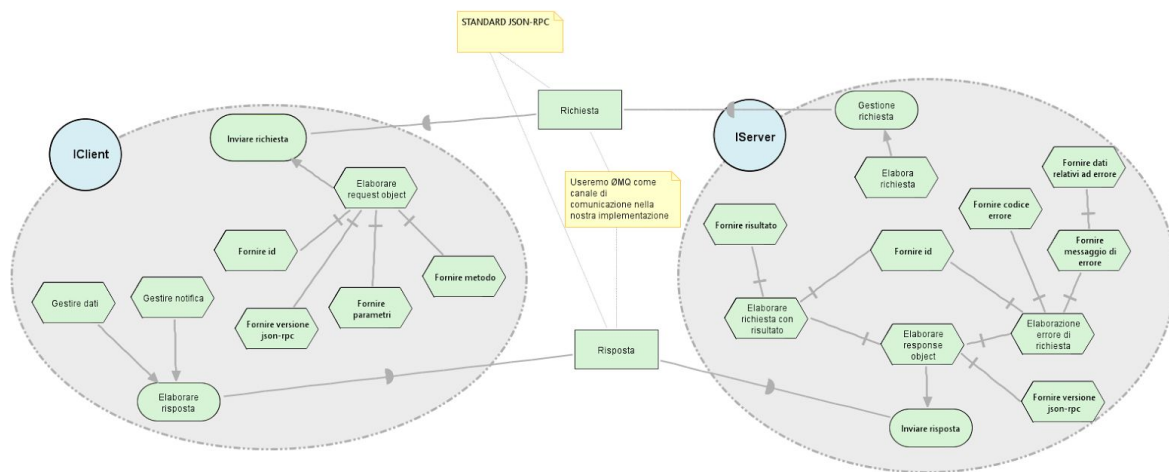 STANDARD JSON-RPC
Richiesta
Gestione
richiesta
IClient
Inviare richiesta
IServer
Elaborare
request object
Useremo ØMQ come
canale di
comunicazione nella
nostra implementazione
Elabora
richiesta
Fornire dati
relativi ad errore
Fornire codice
errore
Fornire risultato
Fornire id
Fornire id
Fornire
messaggio di
errore
Fornire metodo
Gestire dati
Gestire notifica
Fornire versione
json-rpc
Fornire
parametri
Elaborare
richiesta con
risultato
Elaborare
response
object
Elaborazione
errore di
richiesta
Risposta
Elaborare
risposta
Fornire versione
json-rpc
Inviare risposta